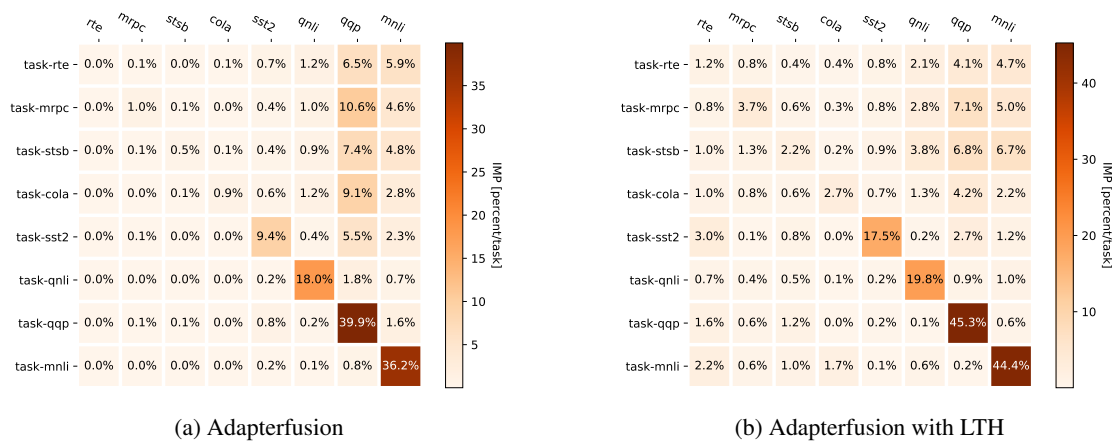 rte mrpc stsb cola sst2 qnli qqp mnli
task-rte 0.0% 0.1% 0.0% 0.1% 0.7% 1.2% 6.5% 5.9%
task-mrpc 0.0% 1.0% 0.1% 0.0% 0.4% 1.0% 10.6% 4.6%
task-stsb 0.0% 0.1% 0.5% 0.1% 0.4% 0.9% 7.4% 4.8%
task-cola 0.0% 0.0% 0.1% 0.9% 0.6% 1.2% 9.1% 2.8%
task-sst2 0.0% 0.1% 0.0% 0.0% 9.4% 0.4% 5.5% 2.3%
task-qnli 0.0% 0.0% 0.0% 0.0% 0.2% 18.0% 1.8% 0.7%
task-qqp 0.0% 0.1% 0.1% 0.0% 0.8% 0.2% 39.9% 1.6%
task-mnli 0.0% 0.0% 0.0% 0.0% 0.2% 0.1% 0.8% 36.2%
35
30
25
20
15
10
5
IMP [percent/task]
(a) Adapterfusion
rte mrpc stsb cola sst2 qnli qqp mnli
task-rte 1.2% 0.8% 0.4% 0.4% 0.8% 2.1% 4.1% 4.7%
task-mrpc 0.8% 3.7% 0.6% 0.3% 0.8% 2.8% 7.1% 5.0%
task-stsb 1.0% 1.3% 2.2% 0.2% 0.9% 3.8% 6.8% 6.7%
task-cola 1.0% 0.8% 0.6% 2.7% 0.7% 1.3% 4.2% 2.2%
task-sst2 3.0% 0.1% 0.8% 0.0% 17.5% 0.2% 2.7% 1.2%
task-qnli 0.7% 0.4% 0.5% 0.1% 0.2% 19.8% 0.9% 1.0%
task-qqp 1.6% 0.6% 1.2% 0.0% 0.2% 0.1% 45.3% 0.6%
task-mnli 2.2% 0.6% 1.0% 1.7% 0.1% 0.6% 0.2% 44.4%
40
30
20
10
IMP [percent/task]
(b) Adapterfusion with LTH